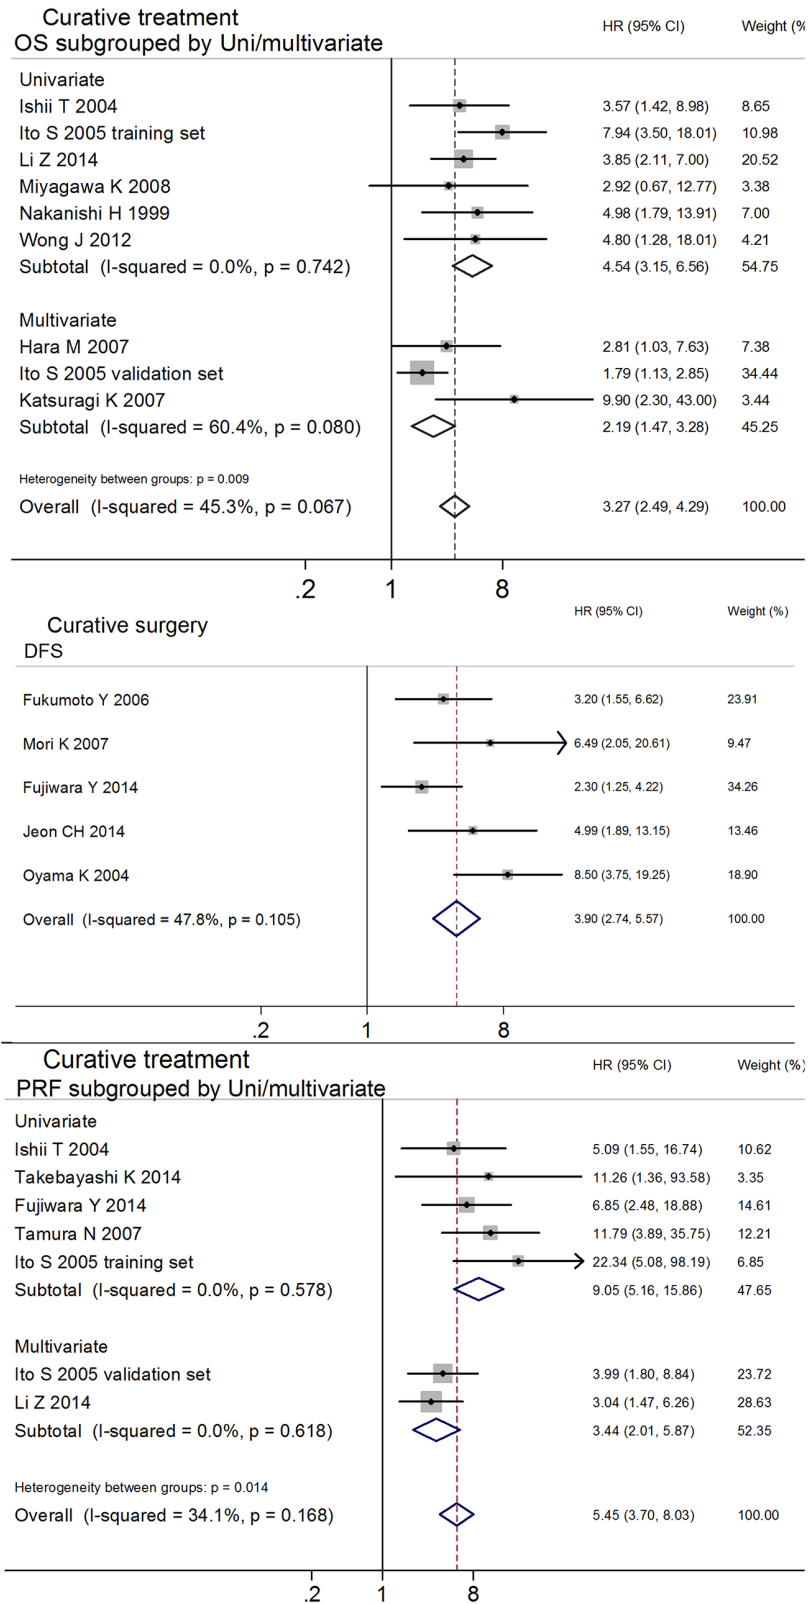 Curative treatment
OS subgrouped by Uni/multivariate
HR (95% CI) Weight (%
Univariate
Ishii T 2004 3.57 (1.42, 8.98) 8.65
Ito S 2005 training set 7.94 (3.50, 18.01) 10.98
Li Z 2014 3.85 (2.11, 7.00) 20.52
Miyagawa K 2008 2.92 (0.67, 12.77) 3.38
Nakanishi H 1999 4.98 (1.79, 13.91) 7.00
Wong J 2012 4.80 (1.28, 18.01) 4.21
Subtotal (I-squared = 0.0%, p = 0.742) 4.54 (3.15, 6.56) 54.75
Multivariate
Hara M 2007 2.81 (1.03, 7.63) 7.38
Ito S 2005 validation set 1.79 (1.13, 2.85) 34.44
Katsuragi K 2007 9.90 (2.30, 43.00) 3.44
Subtotal (I-squared = 60.4%, p = 0.080) 2.19 (1.47, 3.28) 45.25
Heterogeneity between groups: p = 0.009
Overall (I-squared = 45.3%, p = 0.067) 3.27 (2.49, 4.29) 100.00
.2 1 8
Curative surgery
DFS
HR (95% CI) Weight (%)
Fukumoto Y 2006 3.20 (1.55, 6.62) 23.91
Mori K 2007 6.49 (2.05, 20.61) 9.47
Fujiwara Y 2014 2.30 (1.25, 4.22) 34.26
Jeon CH 2014 4.99 (1.89, 13.15) 13.46
Oyama K 2004 8.50 (3.75, 19.25) 18.90
Overall (I-squared = 47.8%, p = 0.105) 3.90 (2.74, 5.57) 100.00
.2 1 8
Curative treatment
PRF subgrouped by Uni/multivariate
HR (95% CI) Weight (%)
Univariate
Ishii T 2004 5.09 (1.55, 16.74) 10.62
Takebayashi K 2014 11.26 (1.36, 93.58) 3.35
Fujiwara Y 2014 6.85 (2.48, 18.88) 14.61
Tamura N 2007 11.79 (3.89, 35.75) 12.21
Ito S 2005 training set 22.34 (5.08, 98.19) 6.85
Subtotal (I-squared = 0.0%, p = 0.578) 9.05 (5.16, 15.86) 47.65
Multivariate
Ito S 2005 validation set 3.99 (1.80, 8.84) 23.72
Li Z 2014 3.04 (1.47, 6.26) 28.63
Subtotal (I-squared = 0.0%, p = 0.618) 3.44 (2.01, 5.87) 52.35
Heterogeneity between groups: p = 0.014
Overall (I-squared = 34.1%, p = 0.168) 5.45 (3.70, 8.03) 100.00
.2 1 8